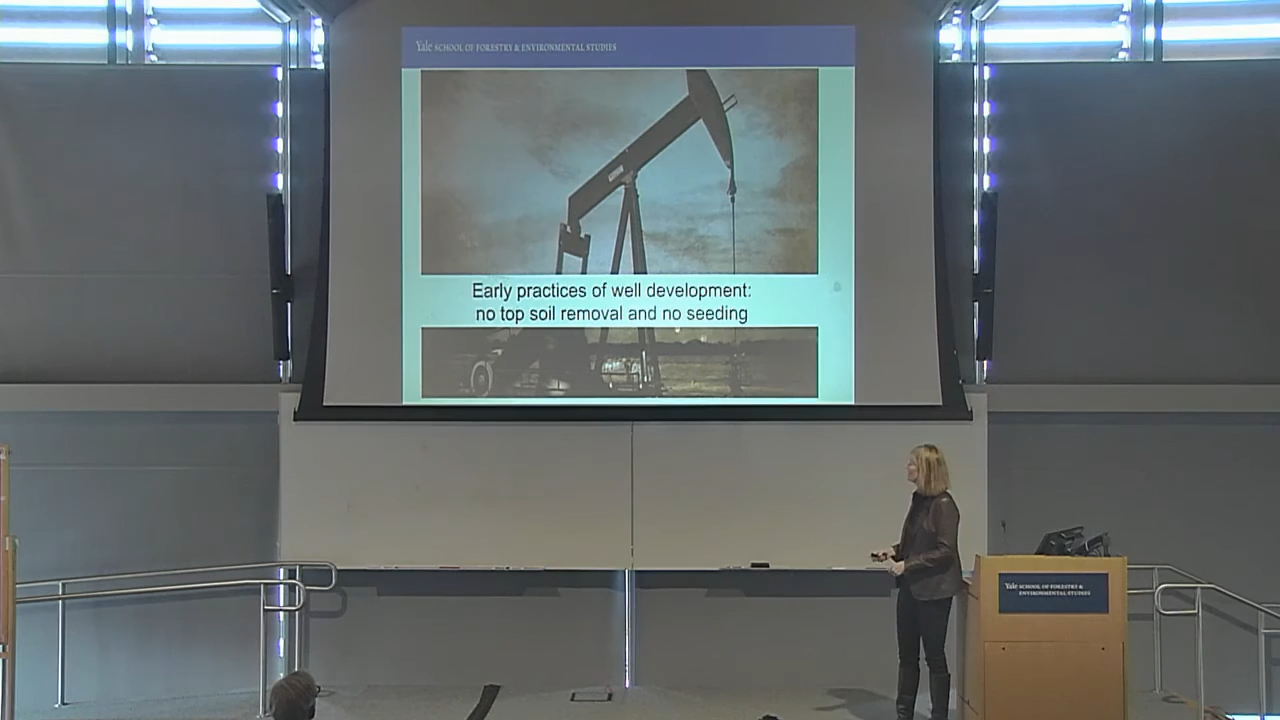 Yale SCHOOL OF FORESTRY & ENVIRONMENTAL STUDIES
Early practices of well development:
no top soil removal and no seeding
Yale SCHOOL OF FORESTRY &
ENVIRONMENTAL STUDIES